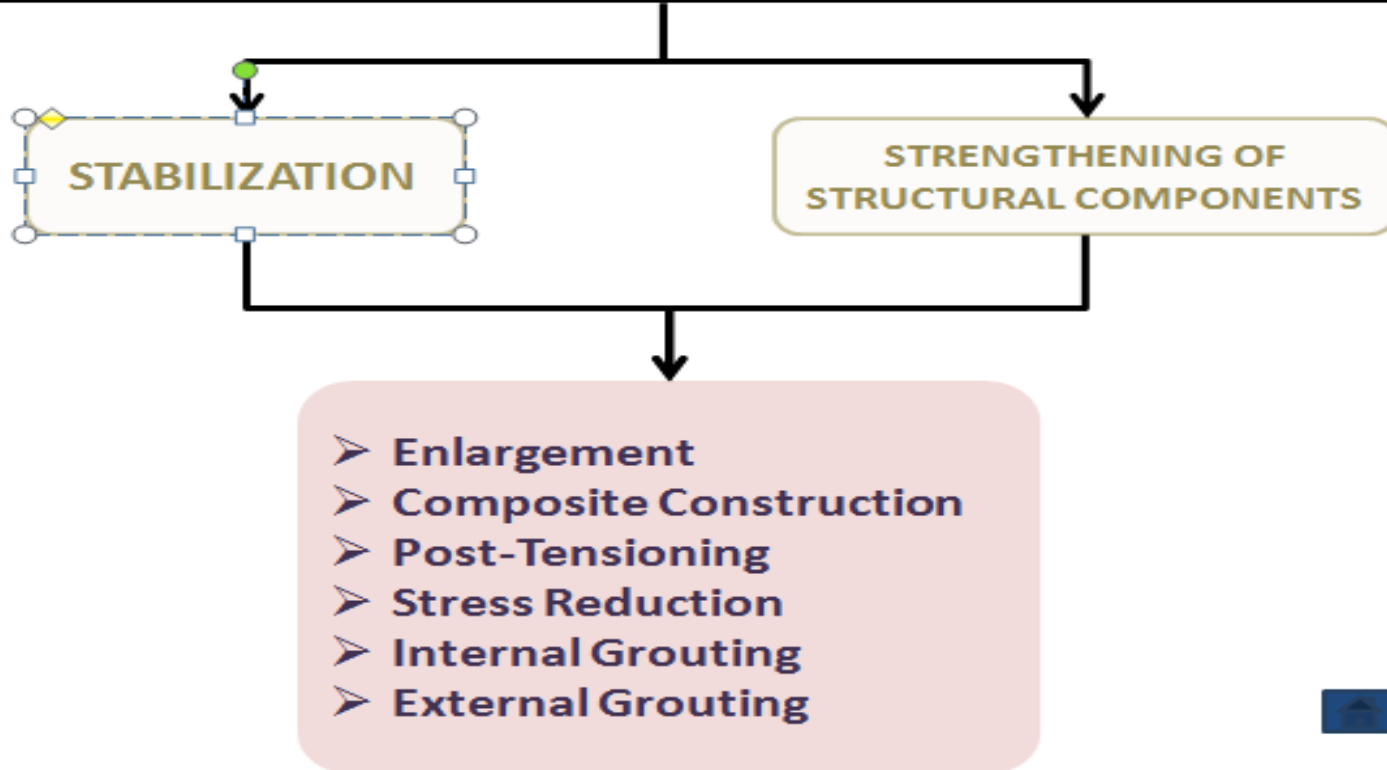 STABILIZATION
STRENGTHENING OF
STRUCTURAL COMPONENTS
➢ Enlargement
➢ Composite Construction
➢ Post-Tensioning
➢ Stress Reduction
➢ Internal Grouting
➢ External Grouting